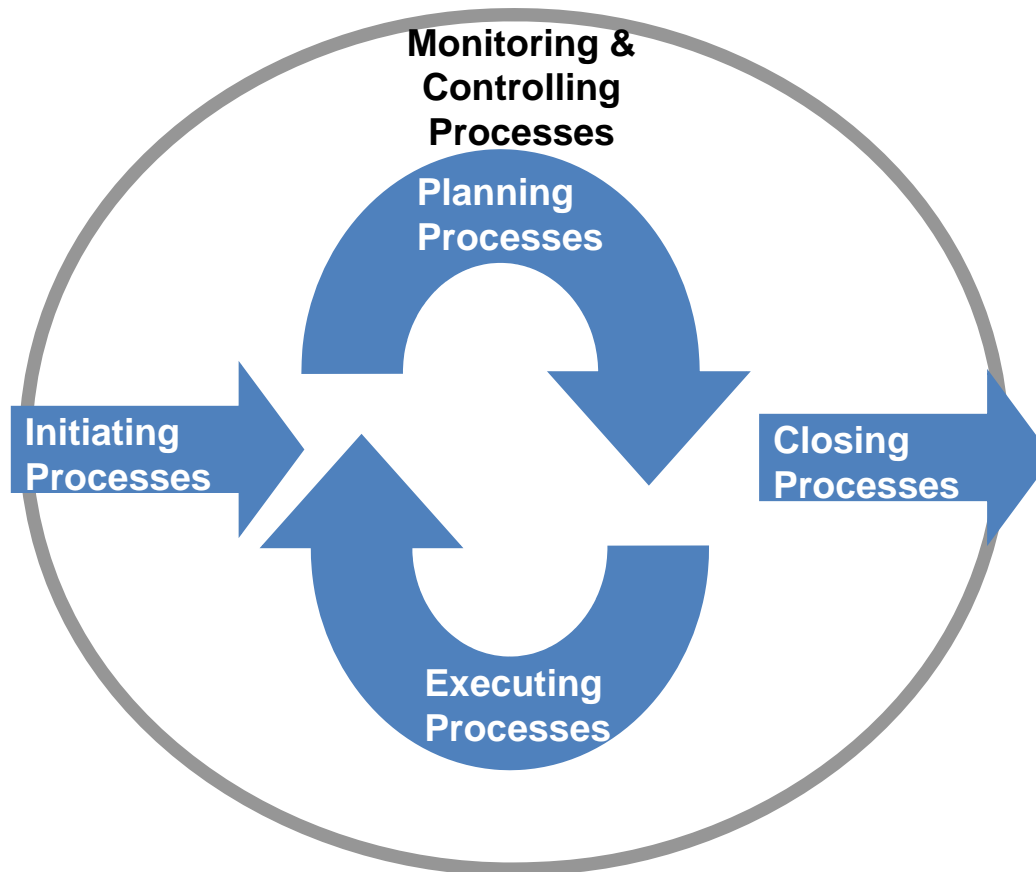 Monitoring &
Controlling
Processes
Planning
Processes
Initiating
Processes
Closing
Processes
Executing
Processes